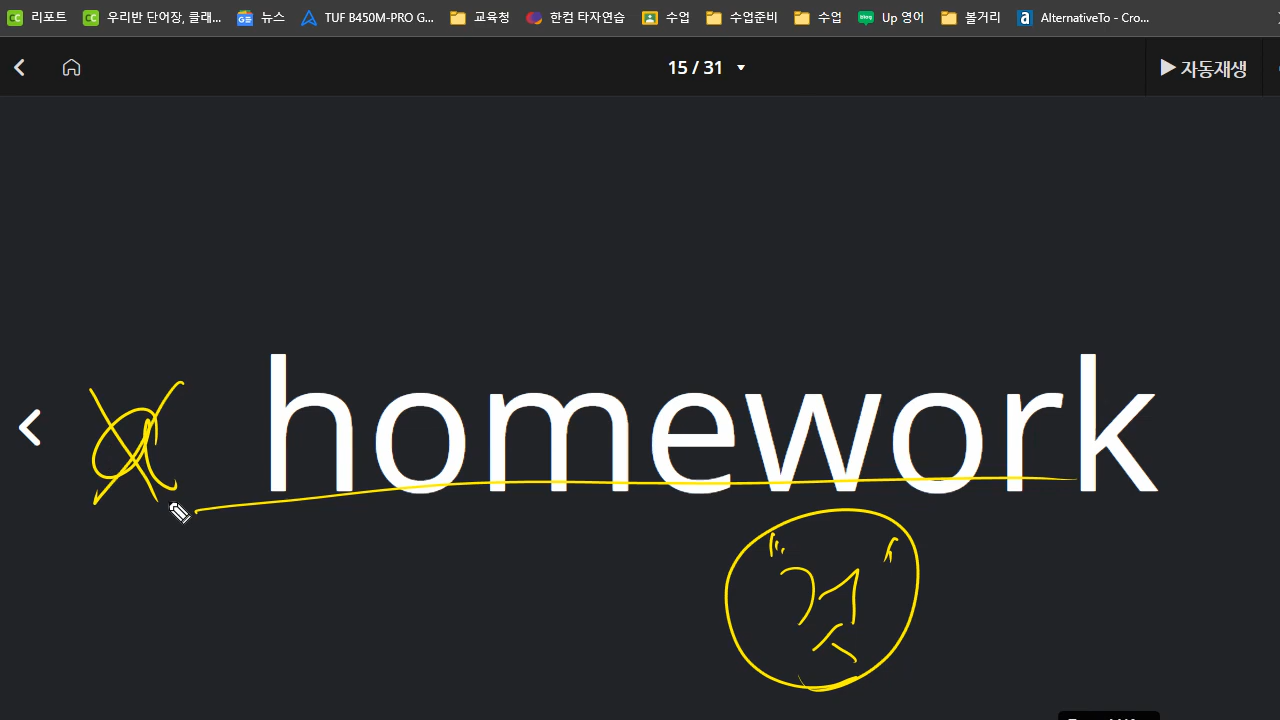 리포트 우리반 단어장, 클래... 뉴스 TUF B450M-PRO G... 교육청 한컴 타자연습 수업 수업준비 수업 Up 영어 볼거리 AlternativeTo - Cro...
15 / 31 자동재생
a homework
"것"